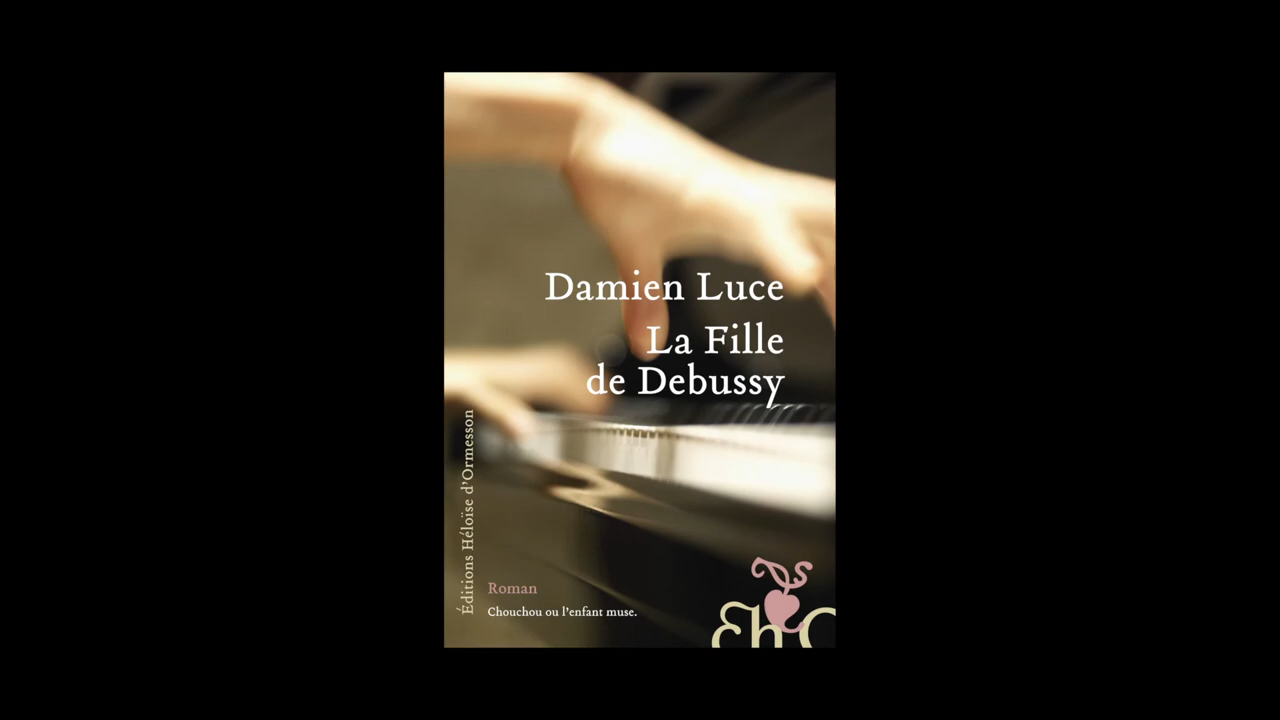 Damien Luce
La Fille
de Debussy
Éditions Héloïse d'Ormesson
Roman
Chouchou ou l'enfant muse.